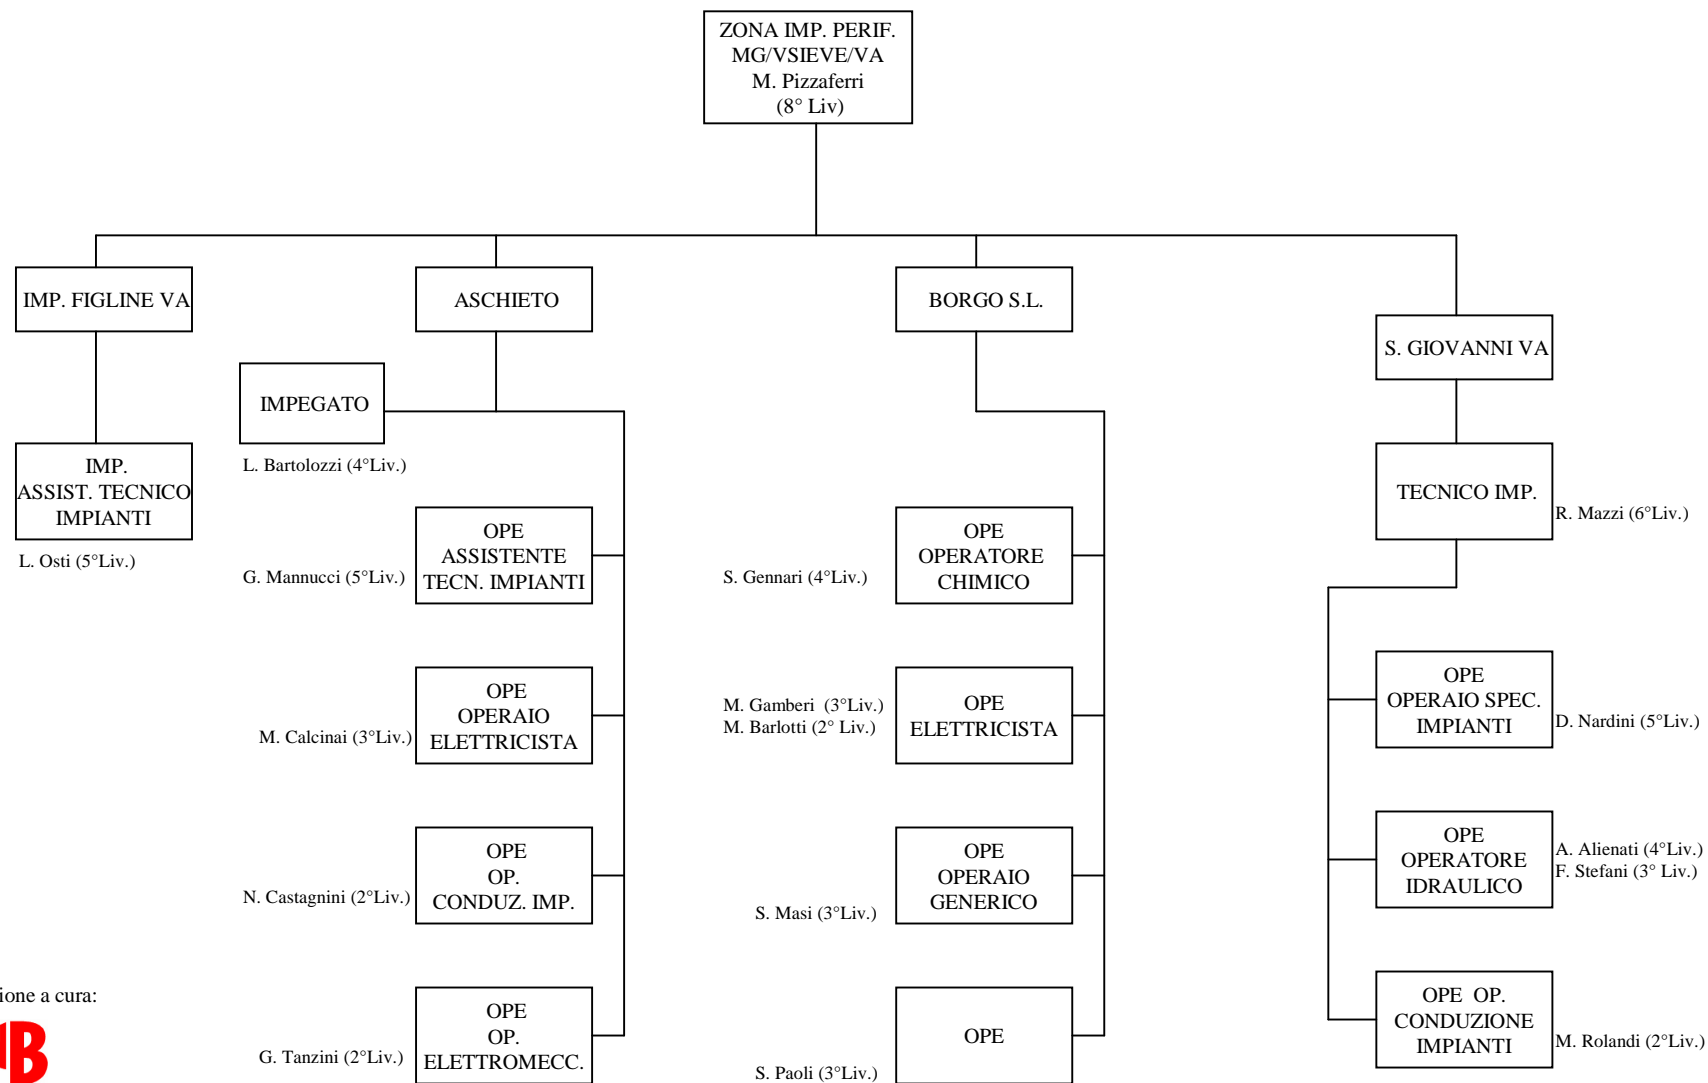 ZONA IMP. PERIF.
MG/VSIEVE/VA
M. Pizzaferri
(8° Liv)
IMP. FIGLINE VA
IMP.
ASSIST. TECNICO
IMPIANTI
L. Osti (5°Liv.)
ASCHIETO
IMPEGATO
L. Bartolozzi (4°Liv.)
OPE
ASSISTENTE
TECN. IMPIANTI
G. Mannucci (5°Liv.)
OPE
OPERAIO
ELETTRICISTA
M. Calcinai (3°Liv.)
OPE
OP.
CONDUZ. IMP.
N. Castagnini (2°Liv.)
OPE
OP.
ELETTROMECC.
G. Tanzini (2°Liv.)
BORGO S.L.
OPE
OPERATORE
CHIMICO
S. Gennari (4°Liv.)
OPE
ELETTRICISTA
M. Gamberi  (3°Liv.)
M. Barlotti (2° Liv.)
OPE
OPERAIO
GENERICO
S. Masi (3°Liv.)
OPE
S. Paoli (3°Liv.)
S. GIOVANNI VA
TECNICO IMP.
R. Mazzi (6°Liv.)
OPE
OPERAIO SPEC.
IMPIANTI
D. Nardini (5°Liv.)
OPE
OPERATORE
IDRAULICO
A. Alienati (4°Liv.)
F. Stefani (3° Liv.)
OPE  OP.
CONDUZIONE
IMPIANTI
M. Rolandi (2°Liv.)
ione a cura:
B